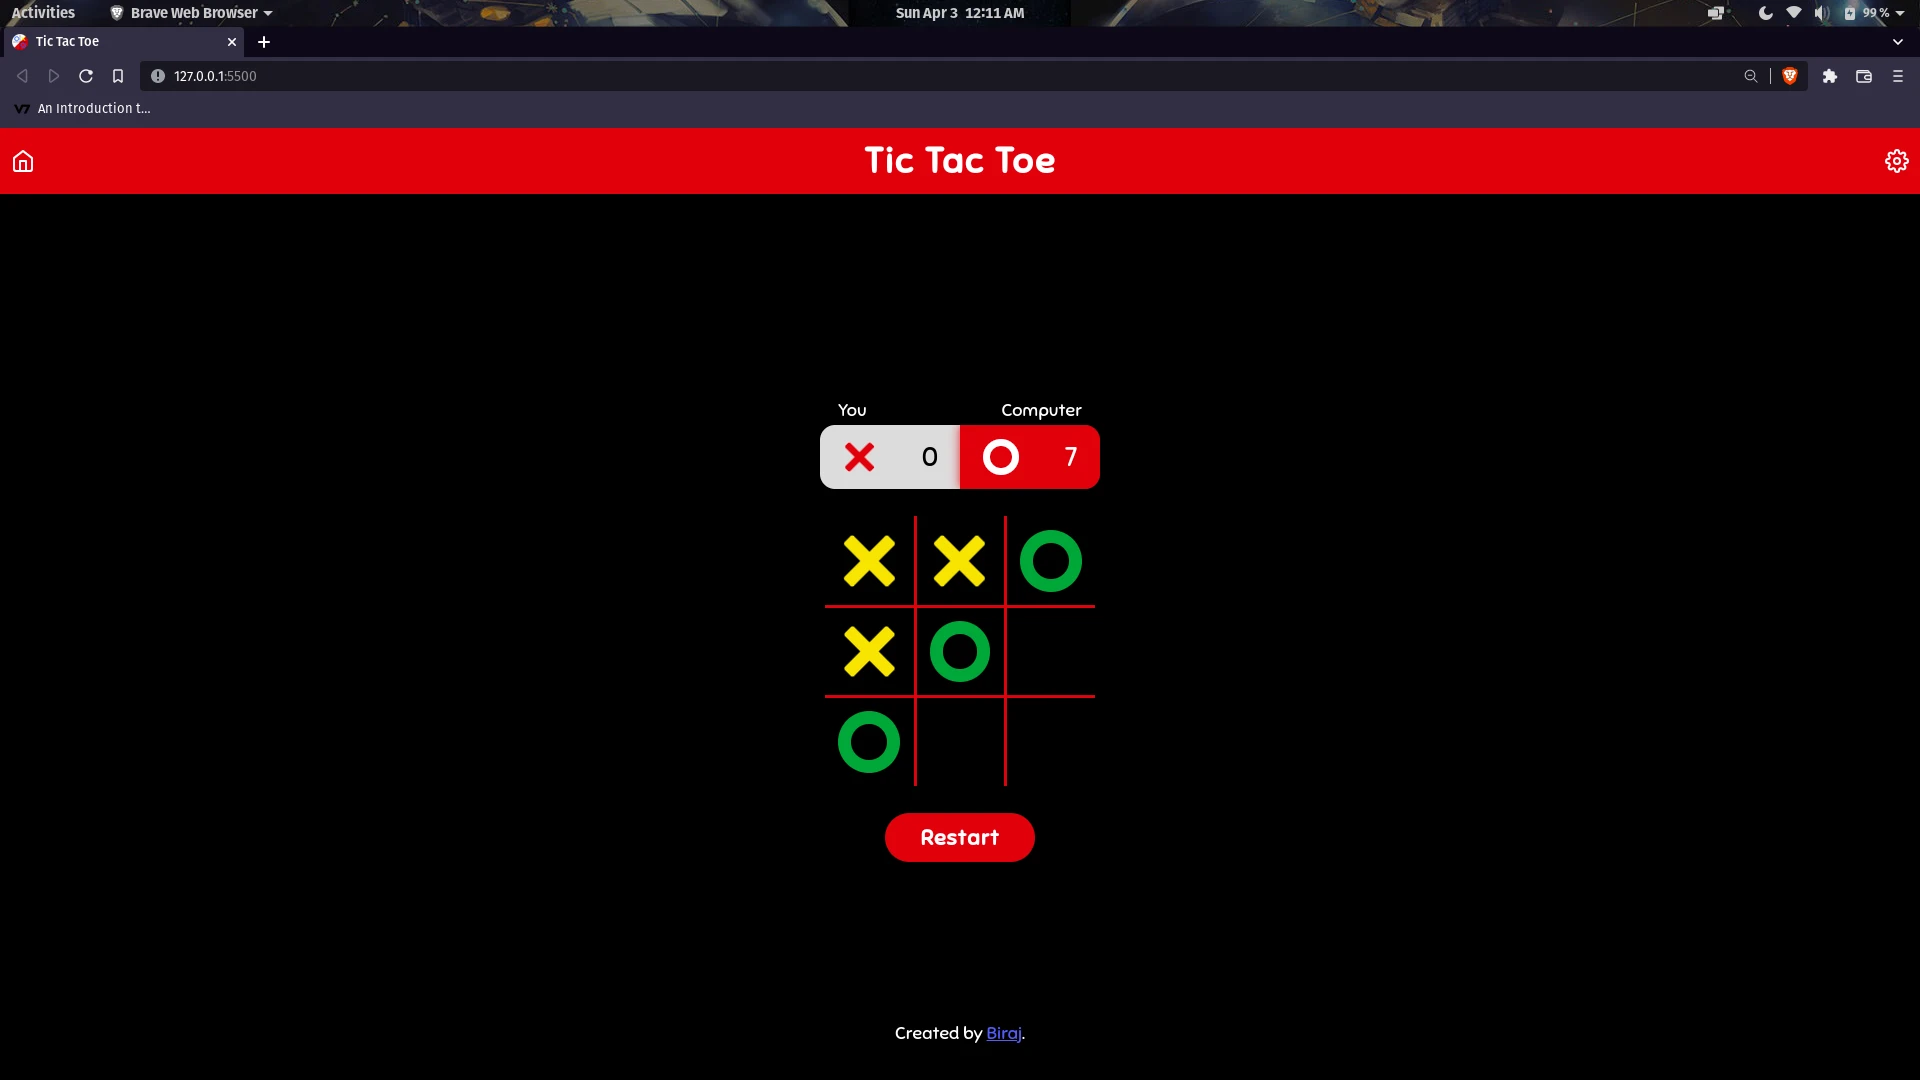 Activities Brave Web Browser Sun Apr 3 12:11 AM 99 %
Tic Tac Toe
127.0.0.1:5500
V7 An Introduction t...
Tic Tac Toe
You Computer
0 7
Restart
Created by Biraj.